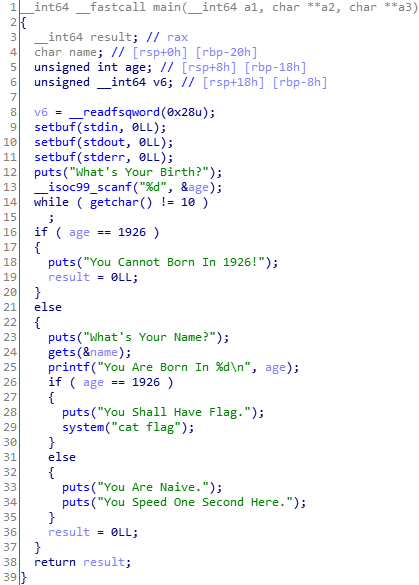 1 __int64 __fastcall main(__int64 a1, char **a2, char **a3)
2 {
3   __int64 result; // rax
4   char name; // [rsp+0h] [rbp-20h]
5   unsigned int age; // [rsp+8h] [rbp-18h]
6   unsigned __int64 v6; // [rsp+18h] [rbp-8h]
7
8   v6 = __readfsqword(0x28u);
9   setbuf(stdin, 0LL);
10   setbuf(stdout, 0LL);
11   setbuf(stderr, 0LL);
12   puts("What's Your Birth?");
13   __isoc99_scanf("%d", &age);
14   while ( getchar() != 10 )
15     ;
16   if ( age == 1926 )
17   {
18     puts("You Cannot Born In 1926!");
19     result = 0LL;
20   }
21   else
22   {
23     puts("What's Your Name?");
24     gets(&name);
25     printf("You Are Born In %d\n", age);
26     if ( age == 1926 )
27     {
28       puts("You Shall Have Flag.");
29       system("cat flag");
30     }
31     else
32     {
33       puts("You Are Naive.");
34       puts("You Speed One Second Here.");
35     }
36     result = 0LL;
37   }
38   return result;
39 }